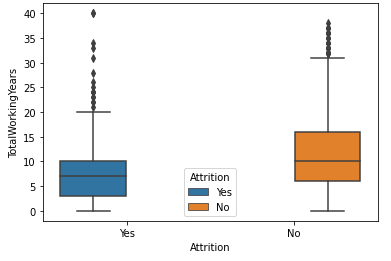 TotalWorkingYears
40
35
30
25
20
15
10
5
0
Attrition
Yes
No
Yes
No
Attrition